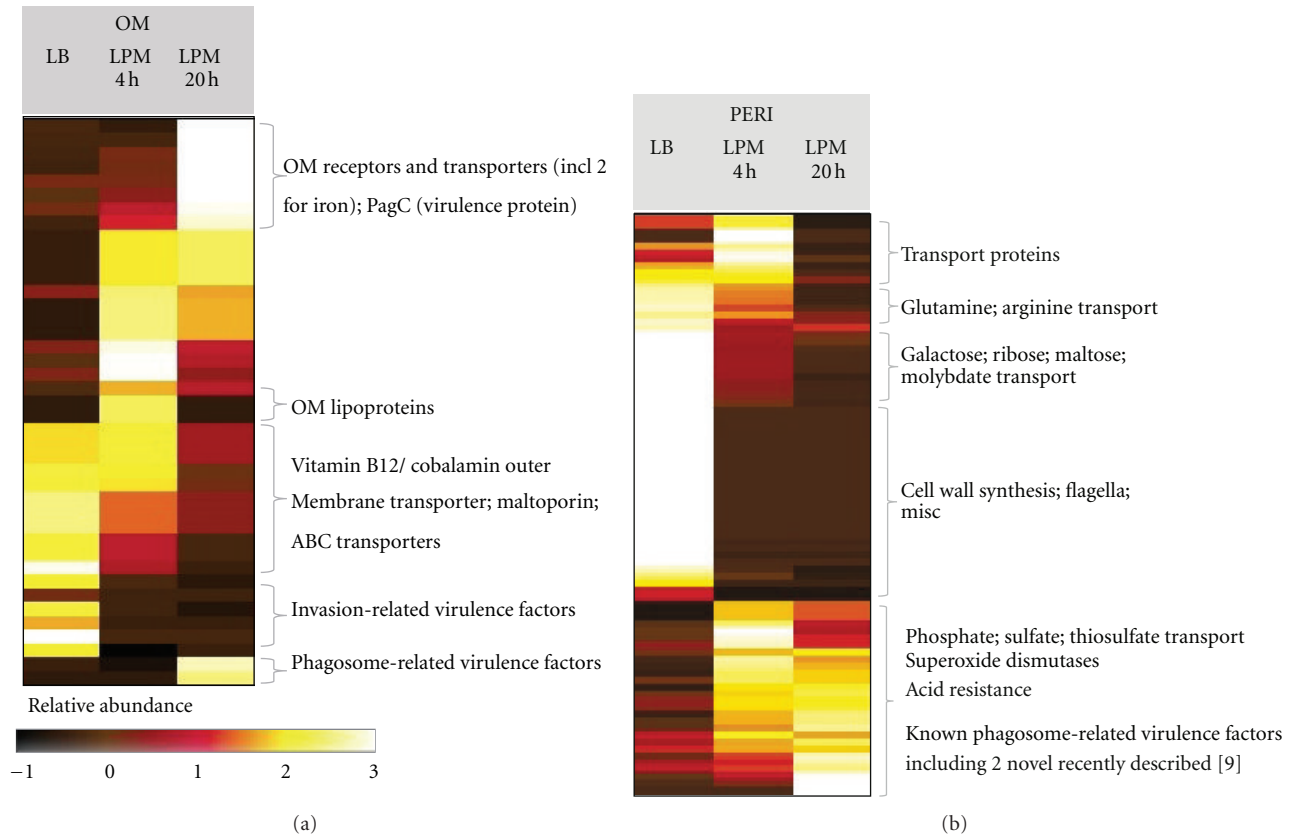 OM
LB LPM LPM
4 h 20 h
OM receptors and transporters (incl 2
for iron); PagC (virulence protein)
OM lipoproteins
Vitamin B12/ cobalamin outer
Membrane transporter; maltoporin;
ABC transporters
Invasion-related virulence factors
Phagosome-related virulence factors
Relative abundance
−1 0 1 2 3
(a)
PERI
LB LPM LPM
4 h 20 h
Transport proteins
Glutamine; arginine transport
Galactose; ribose; maltose;
molybdate transport
Cell wall synthesis; flagella;
misc
Phosphate; sulfate; thiosulfate transport
Superoxide dismutases
Acid resistance
Known phagosome-related virulence factors
including 2 novel recently described [9]
(b)